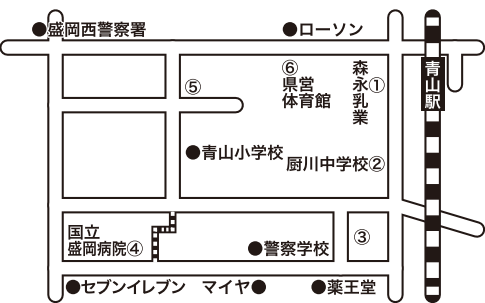 ●盛岡西警察署
●ローソン
⑥
県営
体育館
森永乳業①
青山駅
⑤
●青山小学校
厨川中学校②
国立
盛岡病院④
●警察学校
③
●セブンイレブン
マイヤ●
●薬王堂